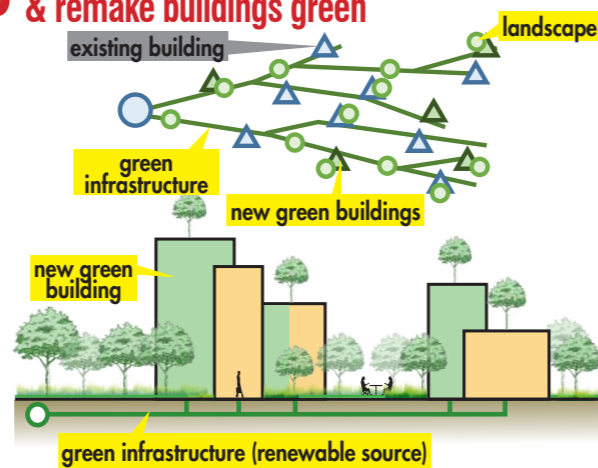 & remake buildings green
existing building
landscape
green
infrastructure
new green buildings
new green
building
green infrastructure (renewable source)